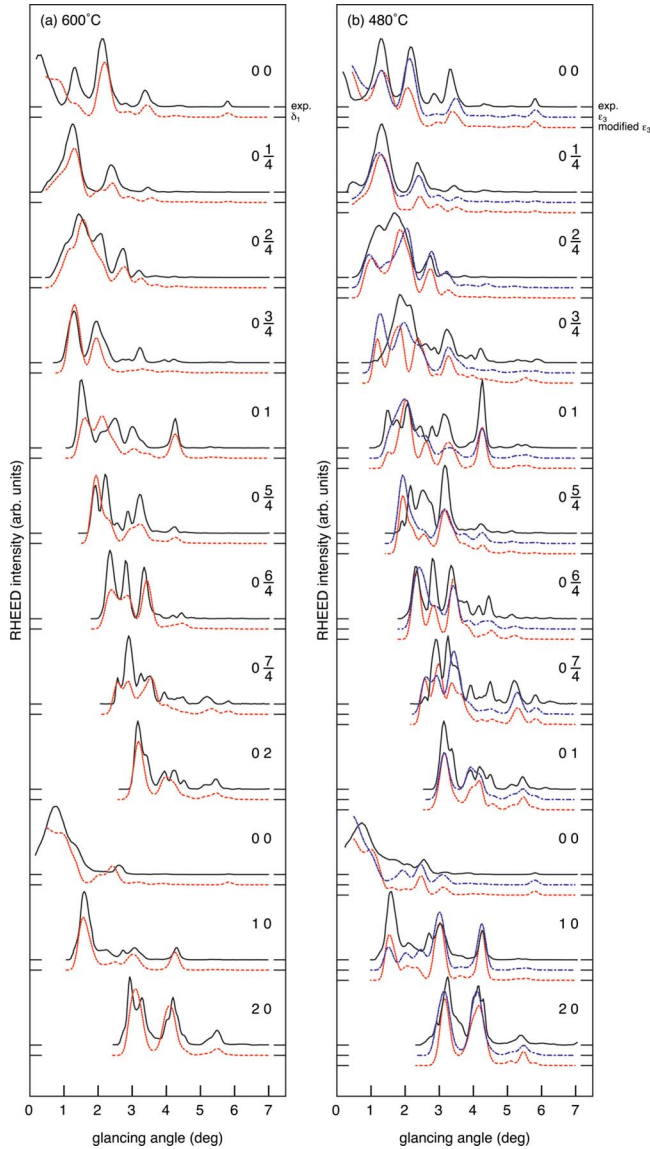 (a) 600˚C
0 0
exp.
δ1
0 1/4
0 2/4
0 3/4
0 1
0 5/4
0 6/4
0 7/4
0 2
0 0
1 0
2 0
RHEED intensity (arb. units)
0 1 2 3 4 5 6 7
glancing angle (deg)
(b) 480˚C
0 0
exp.
ε3
modified ε3
0 1/4
0 2/4
0 3/4
0 1
0 5/4
0 6/4
0 7/4
0 1
0 0
1 0
2 0
RHEED intensity (arb. units)
0 1 2 3 4 5 6 7
glancing angle (deg)